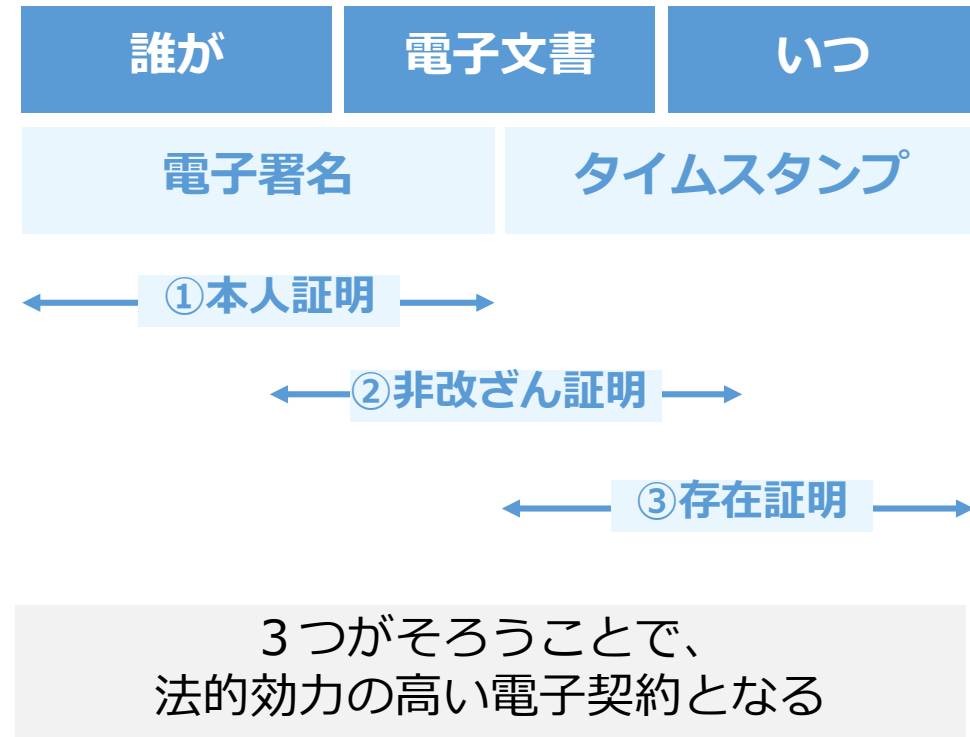 誰が
電子文書
いつ
電子署名
タイムスタンプ
①本人証明
②非改ざん証明
③存在証明
３つがそろうことで、
法的効力の高い電子契約となる